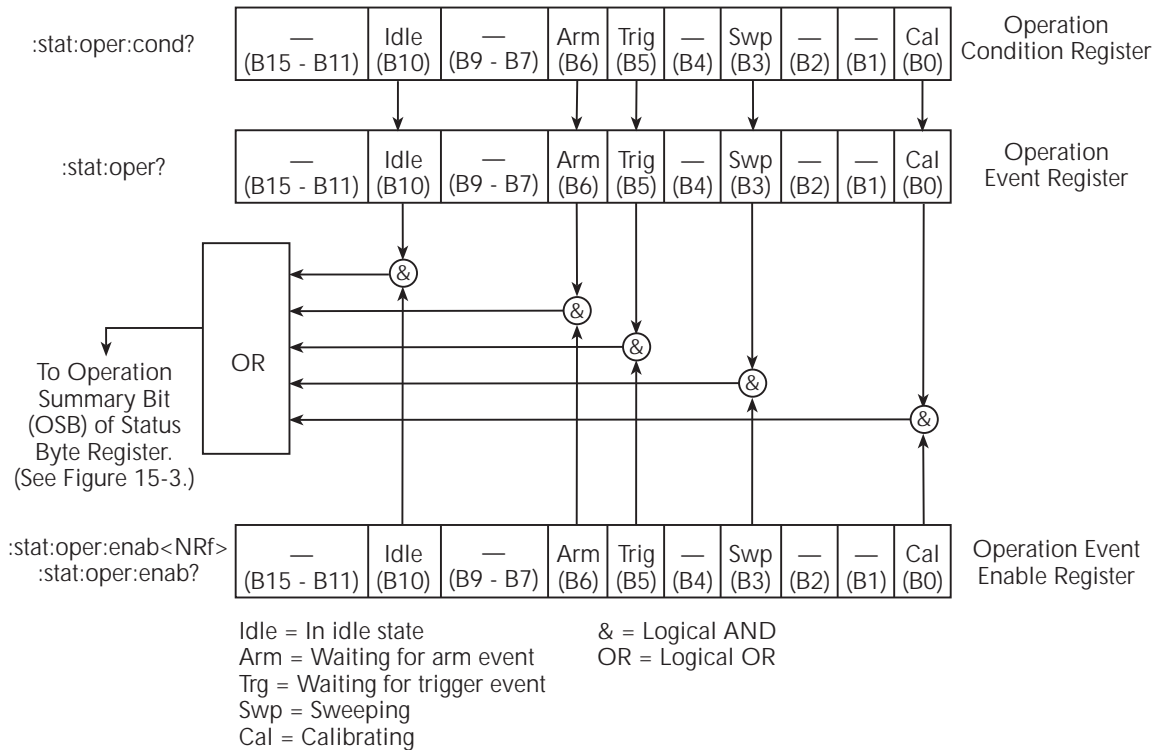 :stat:oper:cond?
— Idle — Arm Trig — Swp — — Cal
(B15 - B11) (B10) (B9 - B7) (B6) (B5) (B4) (B3) (B2) (B1) (B0)
Operation
Condition Register
:stat:oper?
— Idle — Arm Trig — Swp — — Cal
(B15 - B11) (B10) (B9 - B7) (B6) (B5) (B4) (B3) (B2) (B1) (B0)
Operation
Event Register
&
&
&
&
&
OR
To Operation
Summary Bit
(OSB) of Status
Byte Register.
(See Figure 15-3.)
:stat:oper:enab<NRf>
:stat:oper:enab?
— Idle — Arm Trig — Swp — — Cal
(B15 - B11) (B10) (B9 - B7) (B6) (B5) (B4) (B3) (B2) (B1) (B0)
Operation Event
Enable Register
Idle = In idle state
Arm = Waiting for arm event
Trg = Waiting for trigger event
Swp = Sweeping
Cal = Calibrating
& = Logical AND
OR = Logical OR